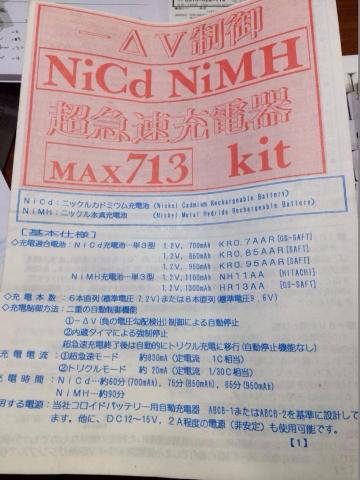 －ΔV制御
NiCd NiMH
超急速充電器
MAX713 kit
NiCd：ニッケルカドミウム充電池 (Nickel Cadmium Rechargeable Battery)
NiMH：ニッケル水素充電池 (Nickel Metal Hydride Rechargeable Battery)
［基本仕様］
◇充電適合電池：NiCd充電池－単3型 1.2V, 700mAh KR0.7AAR[GS-SAFT]
1.2V, 850mAh KR0.85AAR[GS-SAFT]
1.2V, 950mAh KR0.95AAR[GS-SAFT]
NiMH充電池－単3型 1.2V, 1100mAh NH11AA [HITACHI]
1.2V, 1300mAh HR13AA [GS-SAFT]
◇充電本数：6本直列(標準電圧 7.2V)または8本直列(標準電圧9.6V)
◇充電制御方法：二重の自動制御機能
①－ΔV(負の電圧勾配検出)制御による自動停止
②内蔵タイマによる強制停止
超急速充電終了後は自動的にトリクル充電に移行(自動停止機能なし)
充電電流：①超急速モード 約830mA(定電流 1C相当)
②トリクルモード 約 20mA(定電流 1/30C相当)
充電時間：NiCd…約60分(700mAh), 75分(850mAh), 85分(950mAh)
NiMH…約90分
用する電源：当社コロイドバッテリー用自動充電器 ABCB-1またはABCB-2を基準に設計して
ます。他に、DC12～15V, 2A程度の電源(非安定)も使用可能です。
【1】